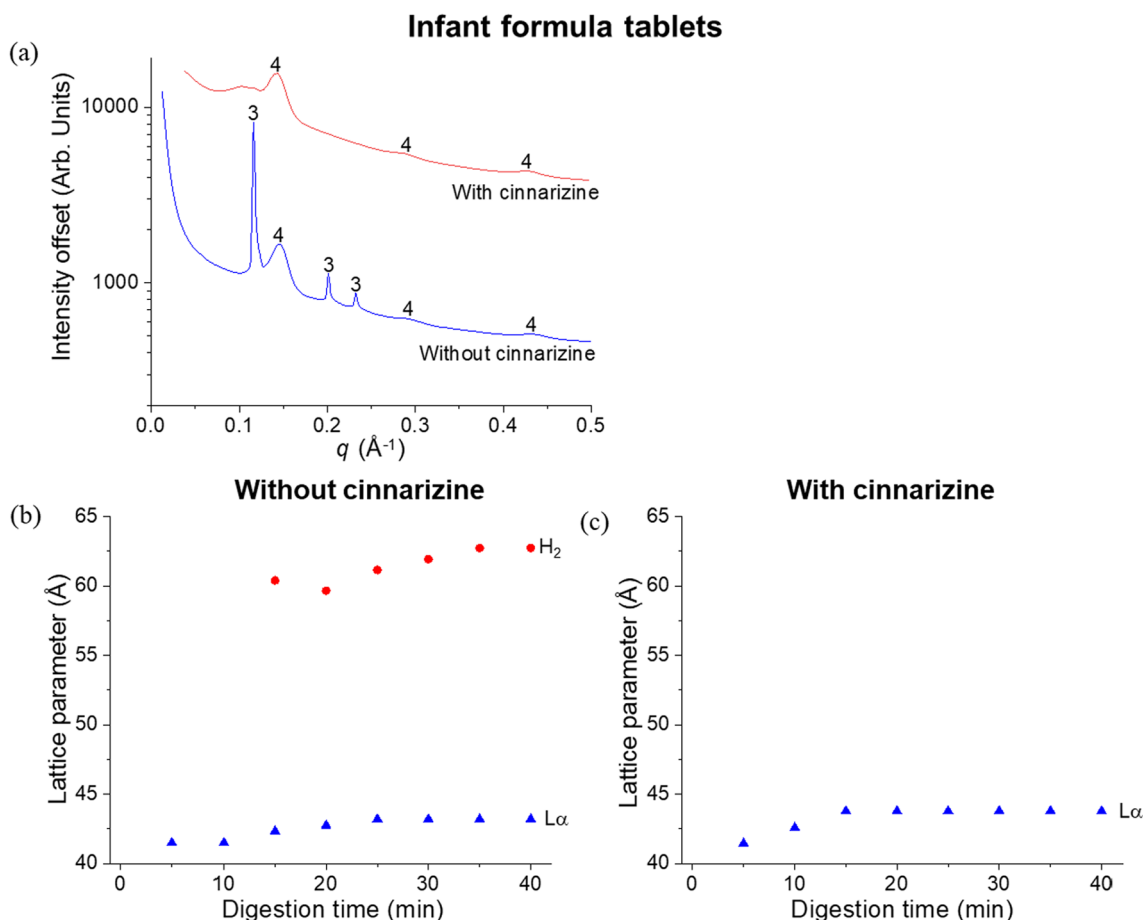 Infant formula tablets
(a)
Intensity offset (Arb. Units)
10000
1000
4
4
4
With cinnarizine
3
4
3
3
4
4
Without cinnarizine
0.0 0.1 0.2 0.3 0.4 0.5
q (Å-1)
(b)
Without cinnarizine
Lattice parameter (Å)
65
60
55
50
45
40
H2
Lα
0 10 20 30 40
Digestion time (min)
(c)
With cinnarizine
Lattice parameter (Å)
65
60
55
50
45
40
Lα
0 10 20 30 40
Digestion time (min)